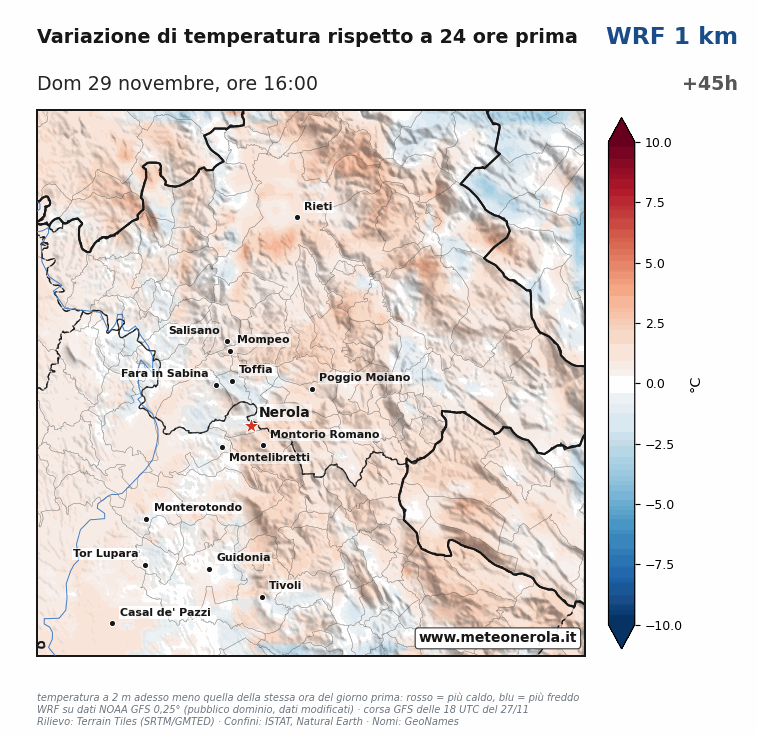 Variazione di temperatura rispetto a 24 ore prima WRF 1 km
Dom 29 novembre, ore 16:00 +45h
10.0
7.5
5.0
2.5
0.0
−2.5
−5.0
−7.5
−10.0
°C
Rieti
Salisano
Mompeo
Fara in Sabina
Toffia
Poggio Moiano
Nerola
Montorio Romano
Montelibretti
Monterotondo
Tor Lupara
Guidonia
Tivoli
Casal de' Pazzi
www.meteonerola.it
temperatura a 2 m adesso meno quella della stessa ora del giorno prima: rosso = più caldo, blu = più freddo
WRF su dati NOAA GFS 0,25° (pubblico dominio, dati modificati) · corsa GFS delle 18 UTC del 27/11
Rilievo: Terrain Tiles (SRTM/GMTED) · Confini: ISTAT, Natural Earth · Nomi: GeoNames